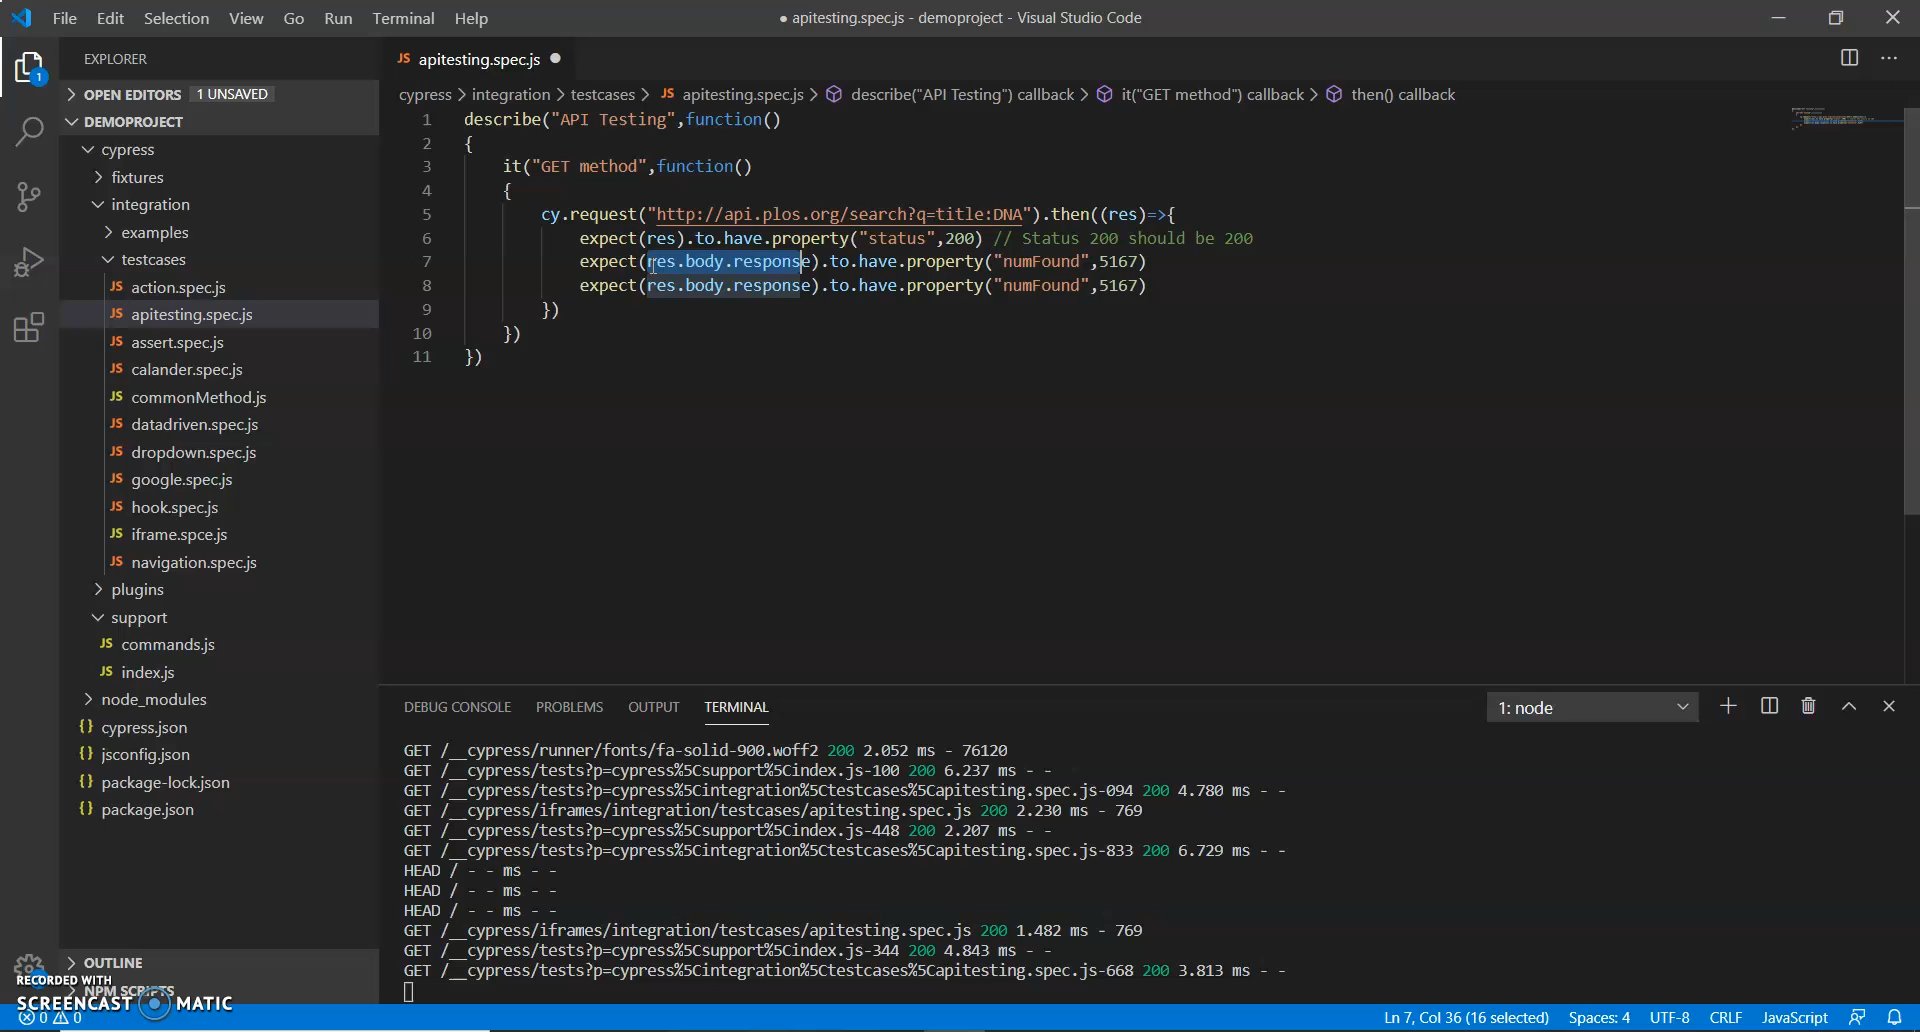 File Edit Selection View Go Run Terminal Help
● apitesting.spec.js - demoproject - Visual Studio Code
EXPLORER
OPEN EDITORS 1 UNSAVED
DEMOPROJECT
cypress
fixtures
integration
examples
testcases
JS action.spec.js
JS apitesting.spec.js
JS assert.spec.js
JS calander.spec.js
JS commonMethod.js
JS datadriven.spec.js
JS dropdown.spec.js
JS google.spec.js
JS hook.spec.js
JS iframe.spce.js
JS navigation.spec.js
plugins
support
JS commands.js
JS index.js
node_modules
{} cypress.json
{} jsconfig.json
{} package-lock.json
{} package.json
OUTLINE
NPM SCRIPTS
1
JS apitesting.spec.js ●
cypress > integration > testcases > JS apitesting.spec.js > describe("API Testing") callback > it("GET method") callback > then() callback
1 describe("API Testing",function()
2 {
3 it("GET method",function()
4 {
5 cy.request("http://api.plos.org/search?q=title:DNA").then((res)=>{
6 expect(res).to.have.property("status",200) // Status 200 should be 200
7 expect(res.body.response).to.have.property("numFound",5167)
8 expect(res.body.response).to.have.property("numFound",5167)
9 })
10 })
11 })
DEBUG CONSOLE PROBLEMS OUTPUT TERMINAL
1: node
GET /__cypress/runner/fonts/fa-solid-900.woff2 200 2.052 ms - 76120
GET /__cypress/tests?p=cypress%5Csupport%5Cindex.js-100 200 6.237 ms - -
GET /__cypress/tests?p=cypress%5Cintegration%5Ctestcases%5Capitesting.spec.js-094 200 4.780 ms - -
GET /__cypress/iframes/integration/testcases/apitesting.spec.js 200 2.230 ms - 769
GET /__cypress/tests?p=cypress%5Csupport%5Cindex.js-448 200 2.207 ms - -
GET /__cypress/tests?p=cypress%5Cintegration%5Ctestcases%5Capitesting.spec.js-833 200 6.729 ms - -
HEAD / - - ms - -
HEAD / - - ms - -
HEAD / - - ms - -
GET /__cypress/iframes/integration/testcases/apitesting.spec.js 200 1.482 ms - 769
GET /__cypress/tests?p=cypress%5Csupport%5Cindex.js-344 200 4.843 ms - -
GET /__cypress/tests?p=cypress%5Cintegration%5Ctestcases%5Capitesting.spec.js-668 200 3.813 ms - -
RECORDED WITH
SCREENCAST MATIC
0 0
Ln 7, Col 36 (16 selected) Spaces: 4 UTF-8 CRLF JavaScript